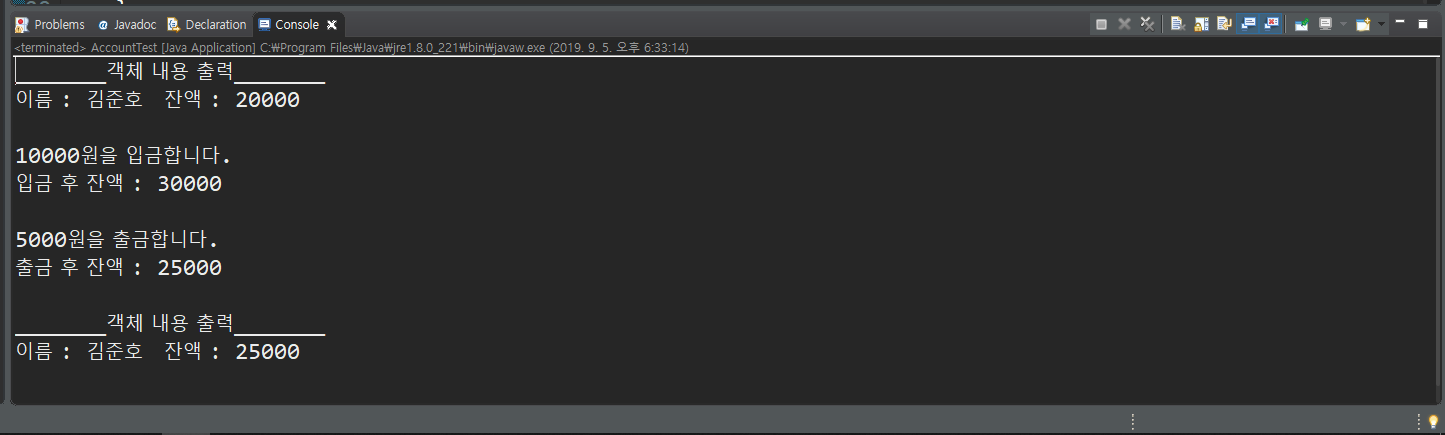 Problems @ Javadoc Declaration Console
<terminated> AccountTest [Java Application] C:₩Program Files₩Java₩jre1.8.0_221₩bin₩javaw.exe (2019. 9. 5. 오후 6:33:14)
________객체 내용 출력________
이름 : 김준호  잔액 : 20000
10000원을 입금합니다.
입금 후 잔액 : 30000
5000원을 출금합니다.
출금 후 잔액 : 25000
________객체 내용 출력________
이름 : 김준호  잔액 : 25000